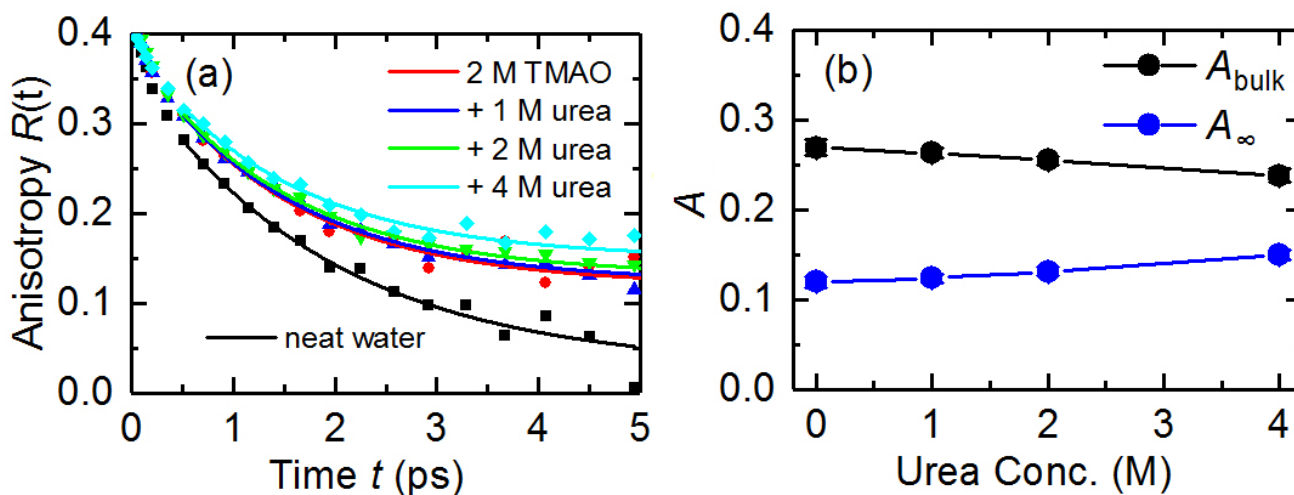 (a)
Anisotropy R(t)
0.4
0.3
0.2
0.1
0.0
2 M TMAO
+ 1 M urea
+ 2 M urea
+ 4 M urea
neat water
0 1 2 3 4 5
Time t (ps)
(b)
A
0.4
0.3
0.2
0.1
0.0
A_bulk
A_∞
0 1 2 3 4
Urea Conc. (M)